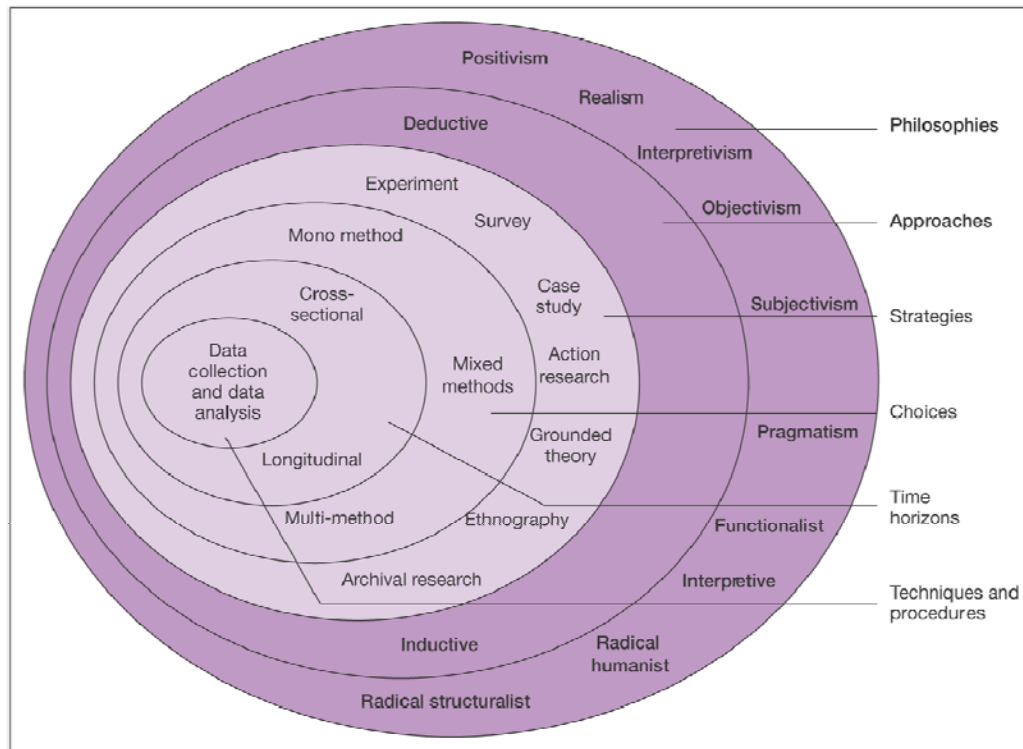 Positivism
Realism
Philosophies
Deductive
Interpretivism
Experiment
Objectivism
Survey
Approaches
Mono method
Case
study
Cross-
sectional
Subjectivism
Strategies
Data
collection
and data
analysis
Mixed
methods
Action
research
Choices
Pragmatism
Grounded
theory
Longitudinal
Time
horizons
Multi-method
Ethnography
Functionalist
Archival research
Interpretive
Techniques and
procedures
Inductive
Radical
humanist
Radical structuralist